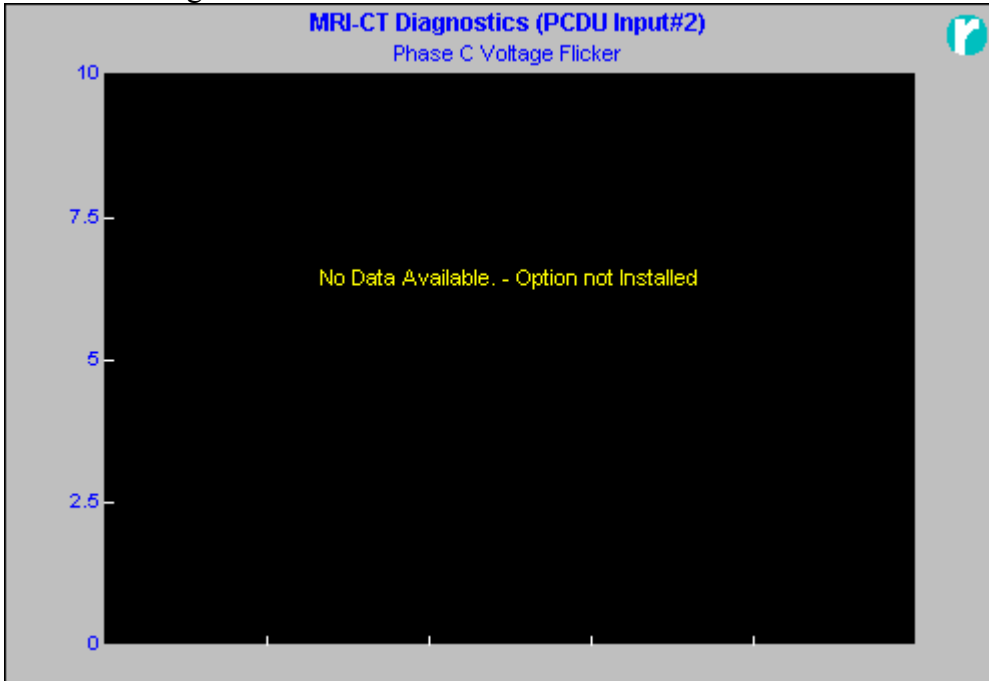 MRI-CT Diagnostics (PCDU Input#2)
Phase C Voltage Flicker
10
7.5
No Data Available. - Option not Installed
5
2.5
0